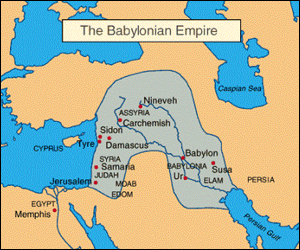 The Babylonian Empire
Caspian Sea
Nineveh
ASSYRIA
Carchemish
CYPRUS
Sidon
Tyre
Damascus
Babylon
SYRIA
BABYLONIA
Samaria
Susa
JUDAH
Ur
ELAM
PERSIA
Jerusalem
MOAB
EDOM
EGYPT
Memphis
Persian Gulf